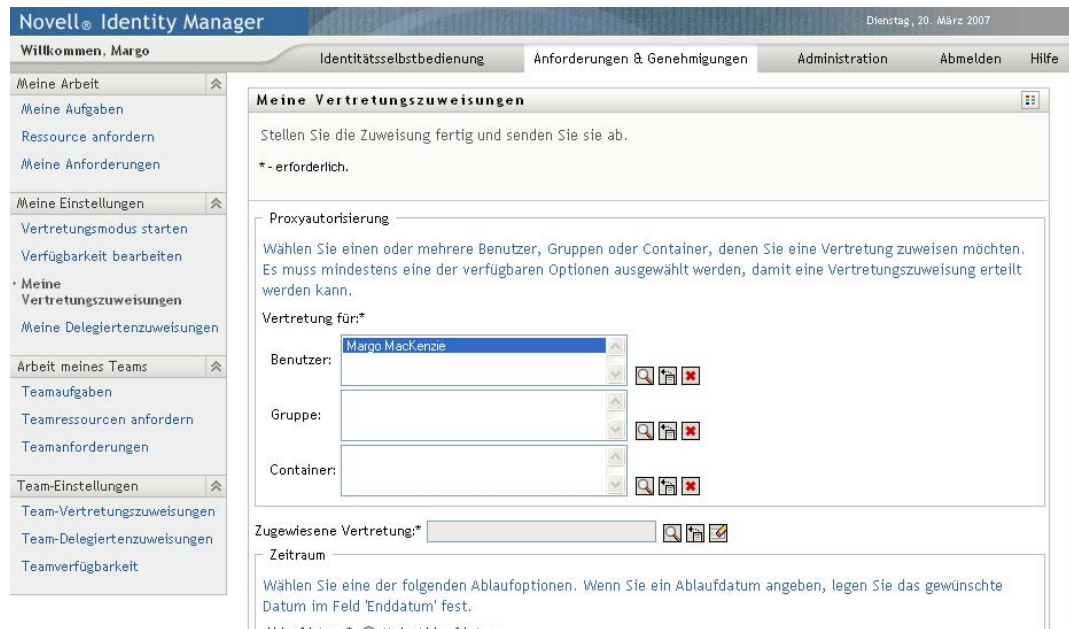 Novell® Identity Manager
Dienstag, 20. März 2007
Willkommen, Margo
Identitätsselbstbedienung
Anforderungen & Genehmigungen
Administration
Abmelden
Hilfe
Meine Arbeit
Meine Aufgaben
Ressource anfordern
Meine Anforderungen
Meine Einstellungen
Vertretungsmodus starten
Verfügbarkeit bearbeiten
Meine
Vertretungszuweisungen
Meine Delegiertenzuweisungen
Arbeit meines Teams
Teamaufgaben
Teamressourcen anfordern
Teamanforderungen
Team-Einstellungen
Team-Vertretungszuweisungen
Team-Delegiertenzuweisungen
Teamverfügbarkeit
Meine Vertretungszuweisungen
Stellen Sie die Zuweisung fertig und senden Sie sie ab.
* - erforderlich.
Proxyautorisierung
Wählen Sie einen oder mehrere Benutzer, Gruppen oder Container, denen Sie eine Vertretung zuweisen möchten.
Es muss mindestens eine der verfügbaren Optionen ausgewählt werden, damit eine Vertretungszuweisung erteilt
werden kann.
Vertretung für:*
Benutzer:
Margo MacKenzie
Gruppe:
Container:
Zugewiesene Vertretung:*
Zeitraum
Wählen Sie eine der folgenden Ablaufoptionen. Wenn Sie ein Ablaufdatum angeben, legen Sie das gewünschte
Datum im Feld 'Enddatum' fest.